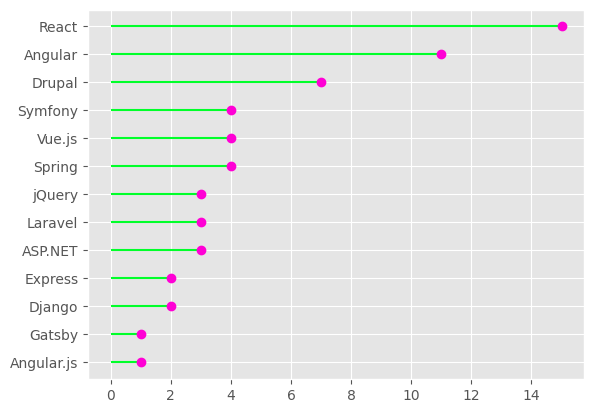 React
Angular
Drupal
Symfony
Vue.js
Spring
jQuery
Laravel
ASP.NET
Express
Django
Gatsby
Angular.js
0 2 4 6 8 10 12 14